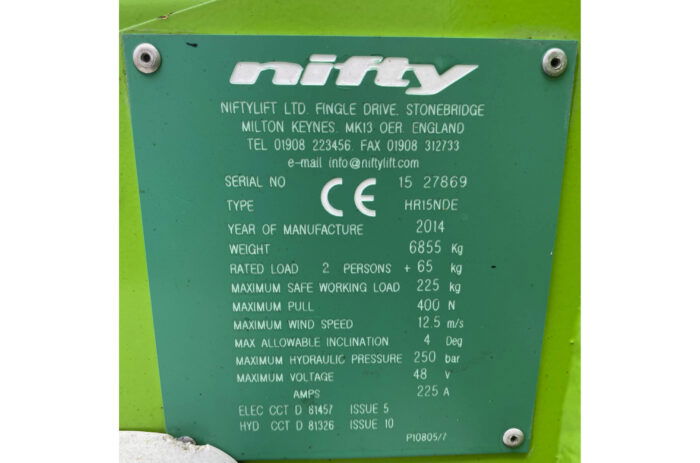 nifty
NIFTYLIFT LTD. FINGLE DRIVE. STONEBRIDGE
MILTON KEYNES. MK13 OER. ENGLAND
TEL 01908 223456. FAX 01908 312733
e-mail info@niftylift.com
SERIAL NO 15 27869
TYPE CE HR15NDE
YEAR OF MANUFACTURE 2014
WEIGHT 6855 Kg
RATED LOAD 2 PERSONS + 65 kg
MAXIMUM SAFE WORKING LOAD 225 kg
MAXIMUM PULL 400 N
MAXIMUM WIND SPEED 12.5 m/s
MAX ALLOWABLE INCLINATION 4 Deg
MAXIMUM HYDRAULIC PRESSURE 250 bar
MAXIMUM VOLTAGE 48 V
AMPS 225 A
ELEC CCT D 81457 ISSUE 5
HYD CCT D 81326 ISSUE 10
P10805/7